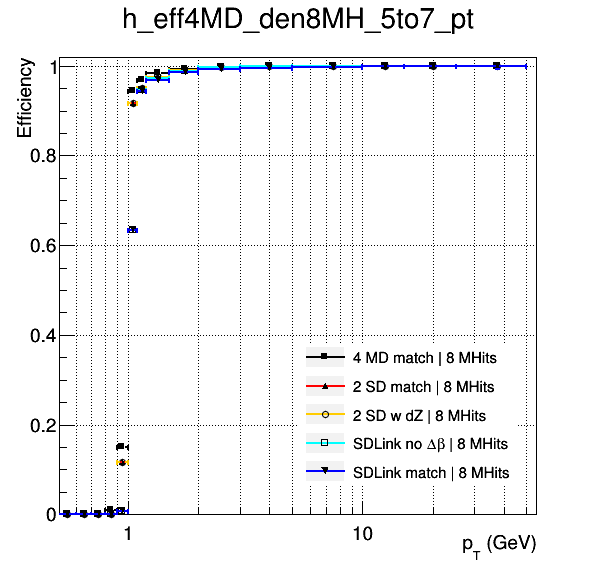 h_eff4MD_den8MH_5to7_pt
Efficiency
1
0.8
0.6
0.4
0.2
0
4 MD match | 8 MHits
2 SD match | 8 MHits
2 SD w dZ | 8 MHits
SDLink no Δβ | 8 MHits
SDLink match | 8 MHits
1
10
p_T (GeV)